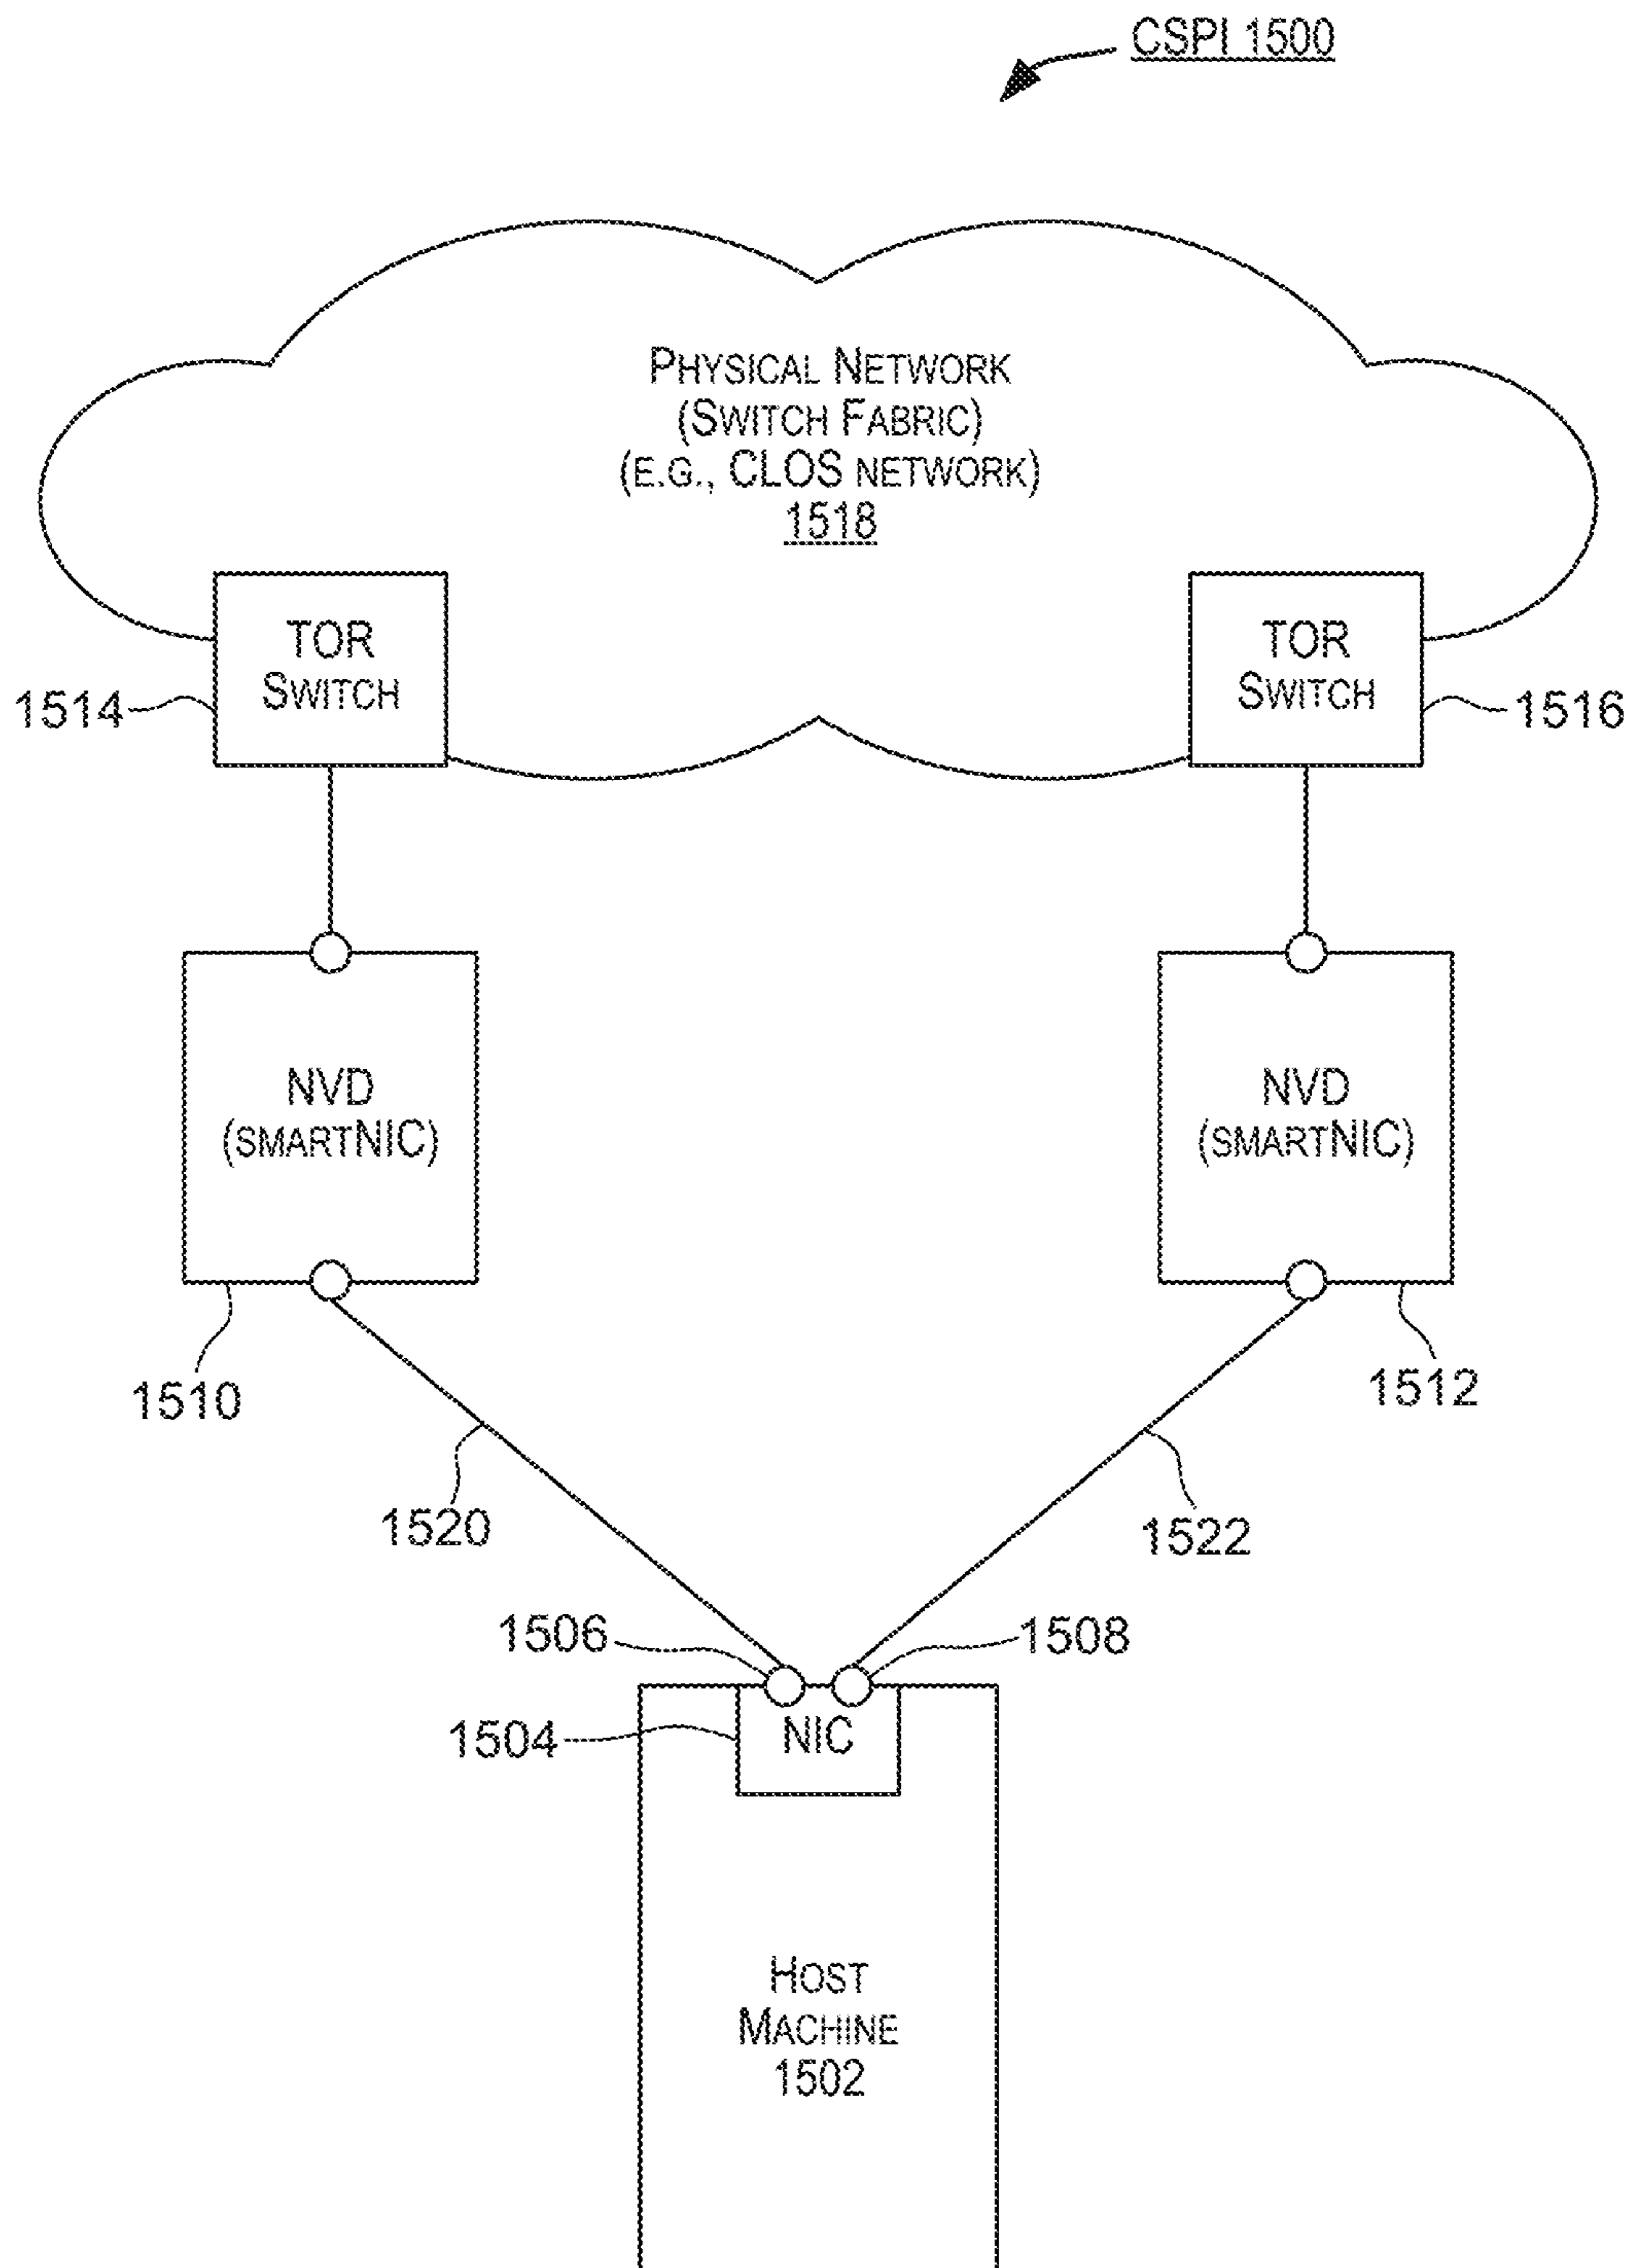 CSPI 1500
PHYSICAL NETWORK
(SWITCH FABRIC)
(E.G., CLOS NETWORK)
1518
TOR
SWITCH
1514
TOR
SWITCH
1516
NVD
(SMARTNIC)
1510
NVD
(SMARTNIC)
1512
1520
1522
1506
1508
1504
NIC
HOST
MACHINE
1502